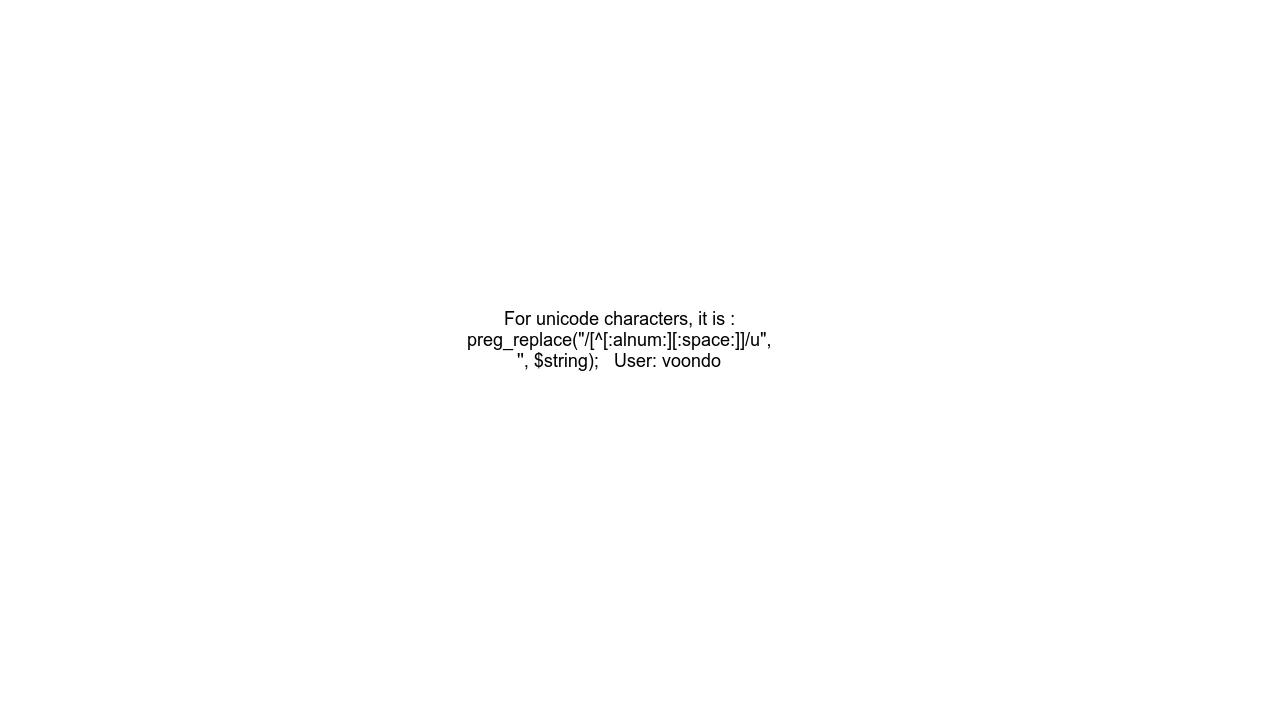 For unicode characters, it is :
preg_replace("/[^[:alnum:][:space:]]/u",
'', $string);   User: voondo